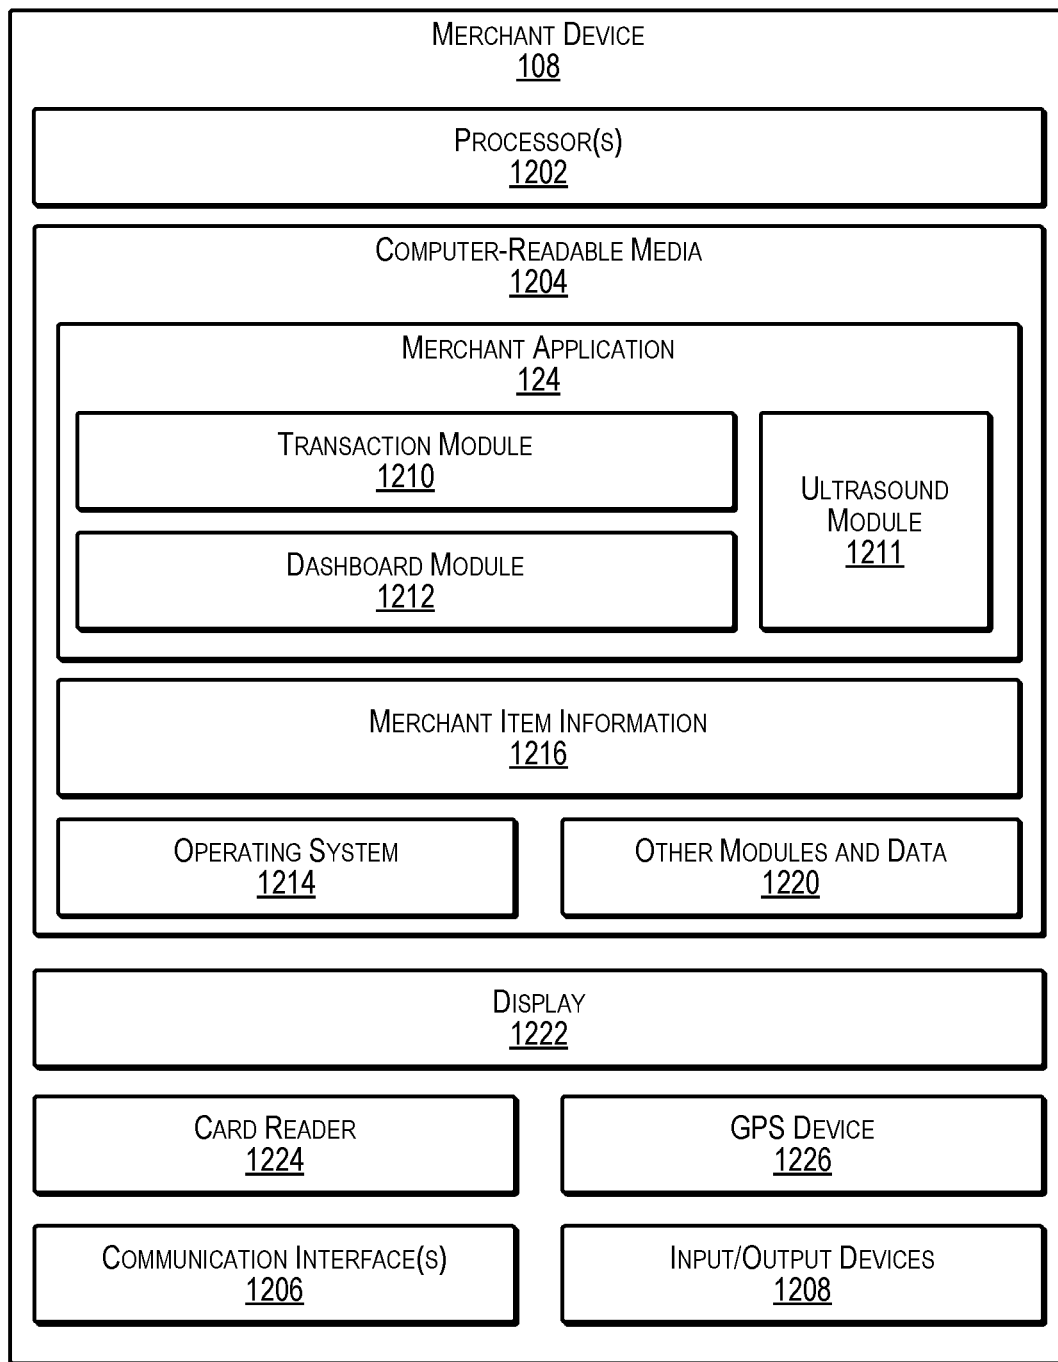 Merchant Device
108
Processor(s)
1202
Computer-Readable Media
1204
Merchant Application
124
Transaction Module
1210
Dashboard Module
1212
Ultrasound
Module
1211
Merchant Item Information
1216
Operating System
1214
Other Modules and Data
1220
Display
1222
Card Reader
1224
GPS Device
1226
Communication Interface(s)
1206
Input/Output Devices
1208